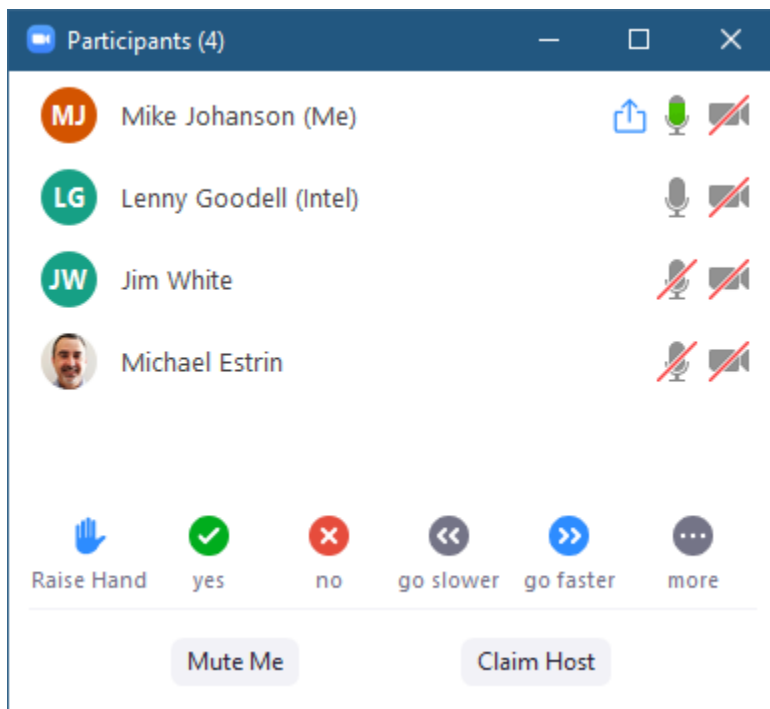 Participants (4)
MJ Mike Johanson (Me)
LG Lenny Goodell (Intel)
JW Jim White
Michael Estrin
Raise Hand yes no go slower go faster more
Mute Me Claim Host